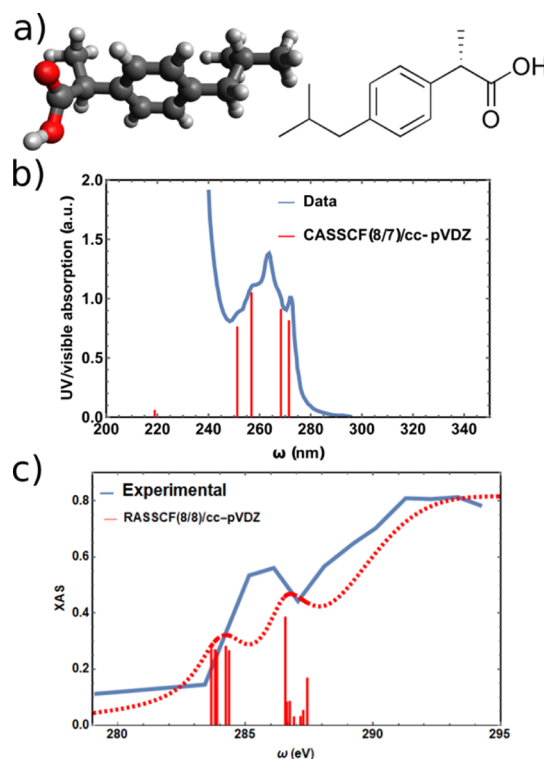 a)
OH
O
b)
2.0
1.5
1.0
0.5
0.0
UV/visible absorption (a.u.)
Data
CASSCF(8/7)/cc-pVDZ
200 220 240 260 280 300 320 340
ω (nm)
c)
0.8
0.6
0.4
0.2
0.0
XAS
Experimental
RASSCF(8/8)/cc-pVDZ
280 285 290 295
ω (eV)